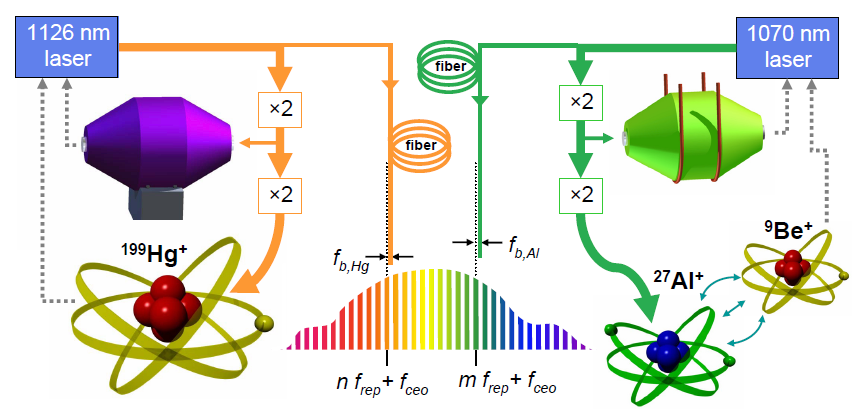 1126 nm
laser
1070 nm
laser
fiber
×2
×2
fiber
×2
×2
199Hg+
fb,Hg
fb,Al
9Be+
27Al+
n frep+ fceo
m frep+ fceo